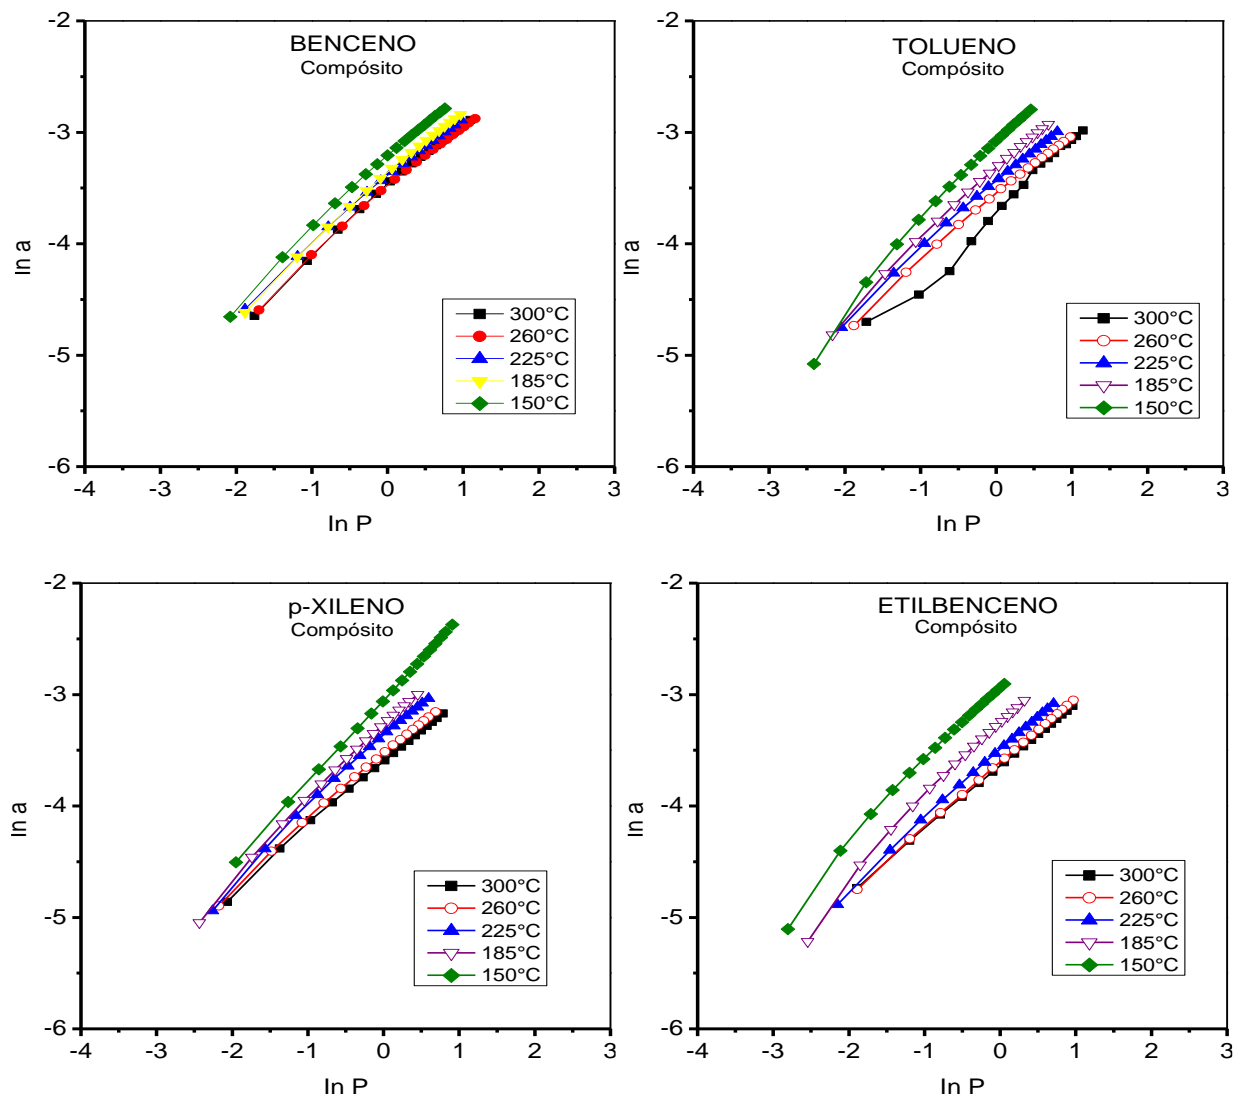 BENCENO
Compósito
ln a
-2
-3
-4
-5
-6
300°C
260°C
225°C
185°C
150°C
-4 -3 -2 -1 0 1 2 3
ln P
TOLUENO
Compósito
ln a
-2
-3
-4
-5
-6
300°C
260°C
225°C
185°C
150°C
-4 -3 -2 -1 0 1 2 3
ln P
p-XILENO
Compósito
ln a
-2
-3
-4
-5
-6
300°C
260°C
225°C
185°C
150°C
-4 -3 -2 -1 0 1 2 3
ln P
ETILBENCENO
Compósito
ln a
-2
-3
-4
-5
-6
300°C
260°C
225°C
185°C
150°C
-4 -3 -2 -1 0 1 2 3
ln P